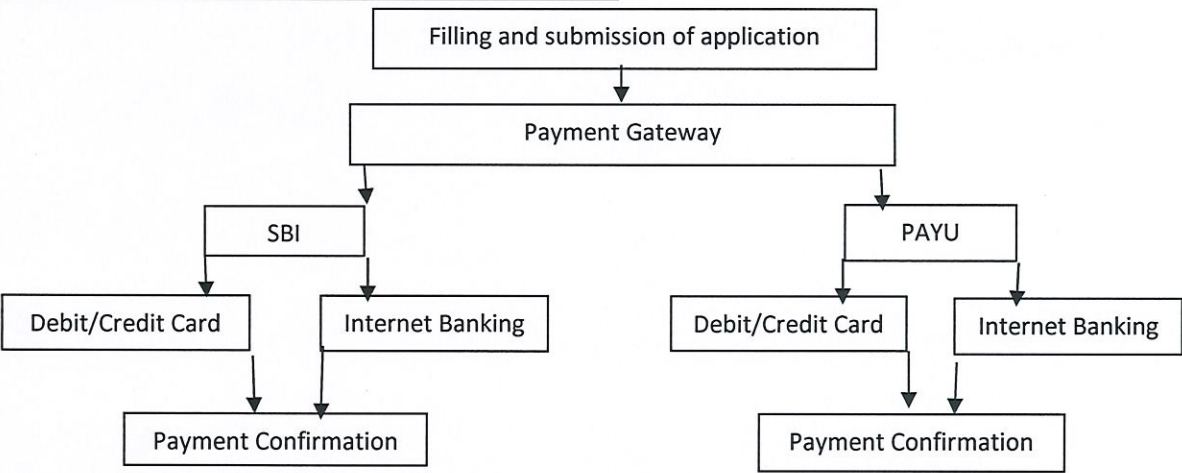 Filling and submission of application
Payment Gateway
SBI
PAYU
Debit/Credit Card
Internet Banking
Debit/Credit Card
Internet Banking
Payment Confirmation
Payment Confirmation